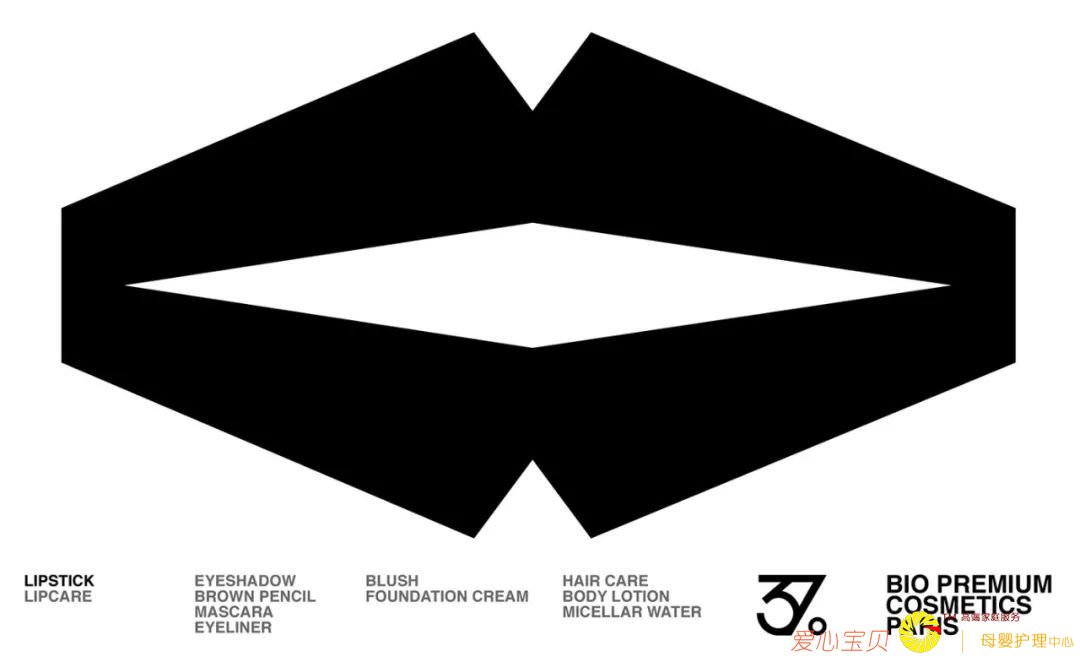 LIPSTICK
LIPCARE
EYESHADOW
BROWN PENCIL
MASCARA
EYELINER
BLUSH
FOUNDATION CREAM
HAIR CARE
BODY LOTION
MICELLAR WATER
37.
BIO PREMIUM
COSMETICS
PARIS
爱心宝贝
高端家庭服务
母婴护理中心